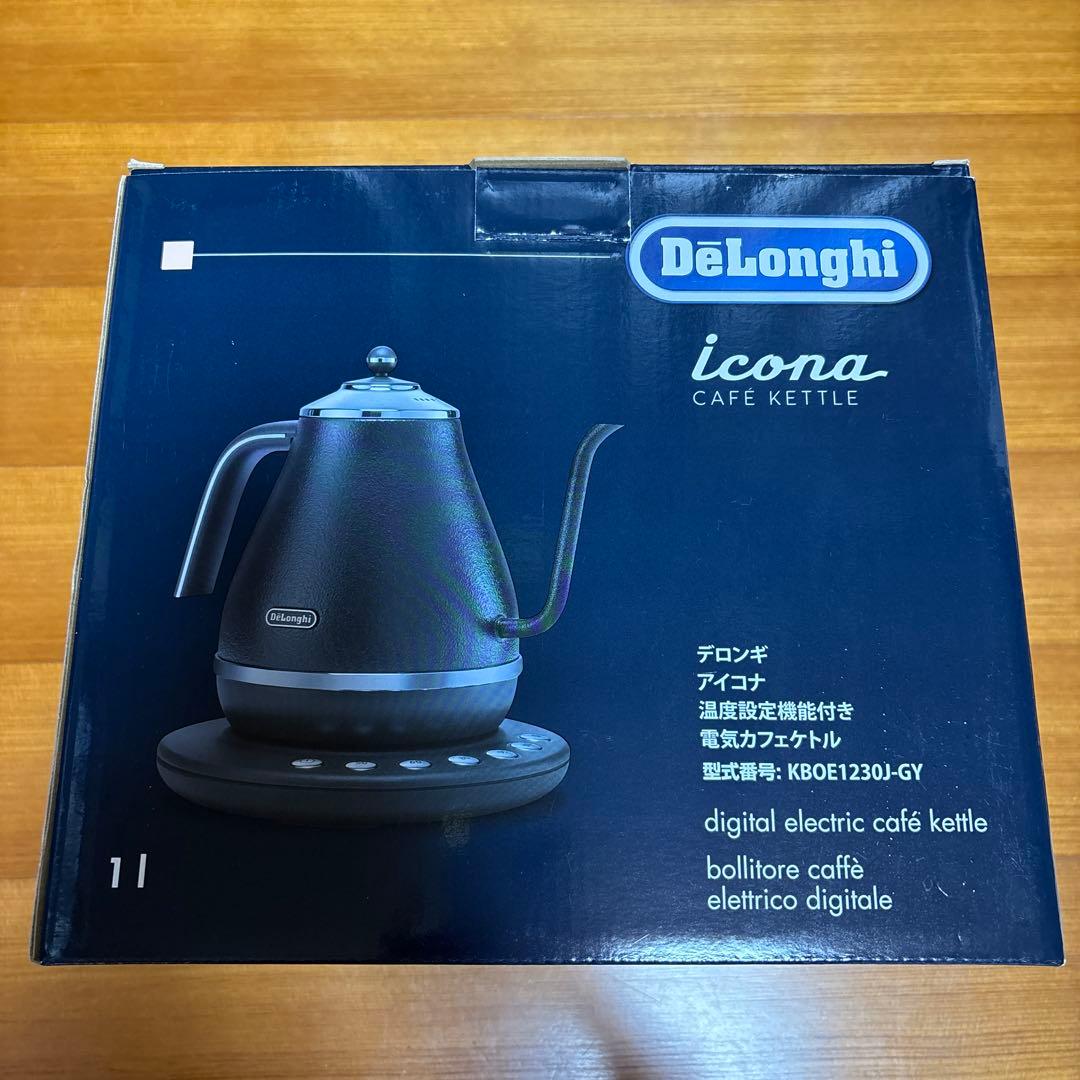 DēLonghi
icona
CAFÉ KETTLE
DēLonghi
デロンギ
アイコナ
温度設定機能付き
電気カフェケトル
型式番号: KBOE1230J-GY
digital electric café kettle
bollitore caffè
elettrico digitale
1 l